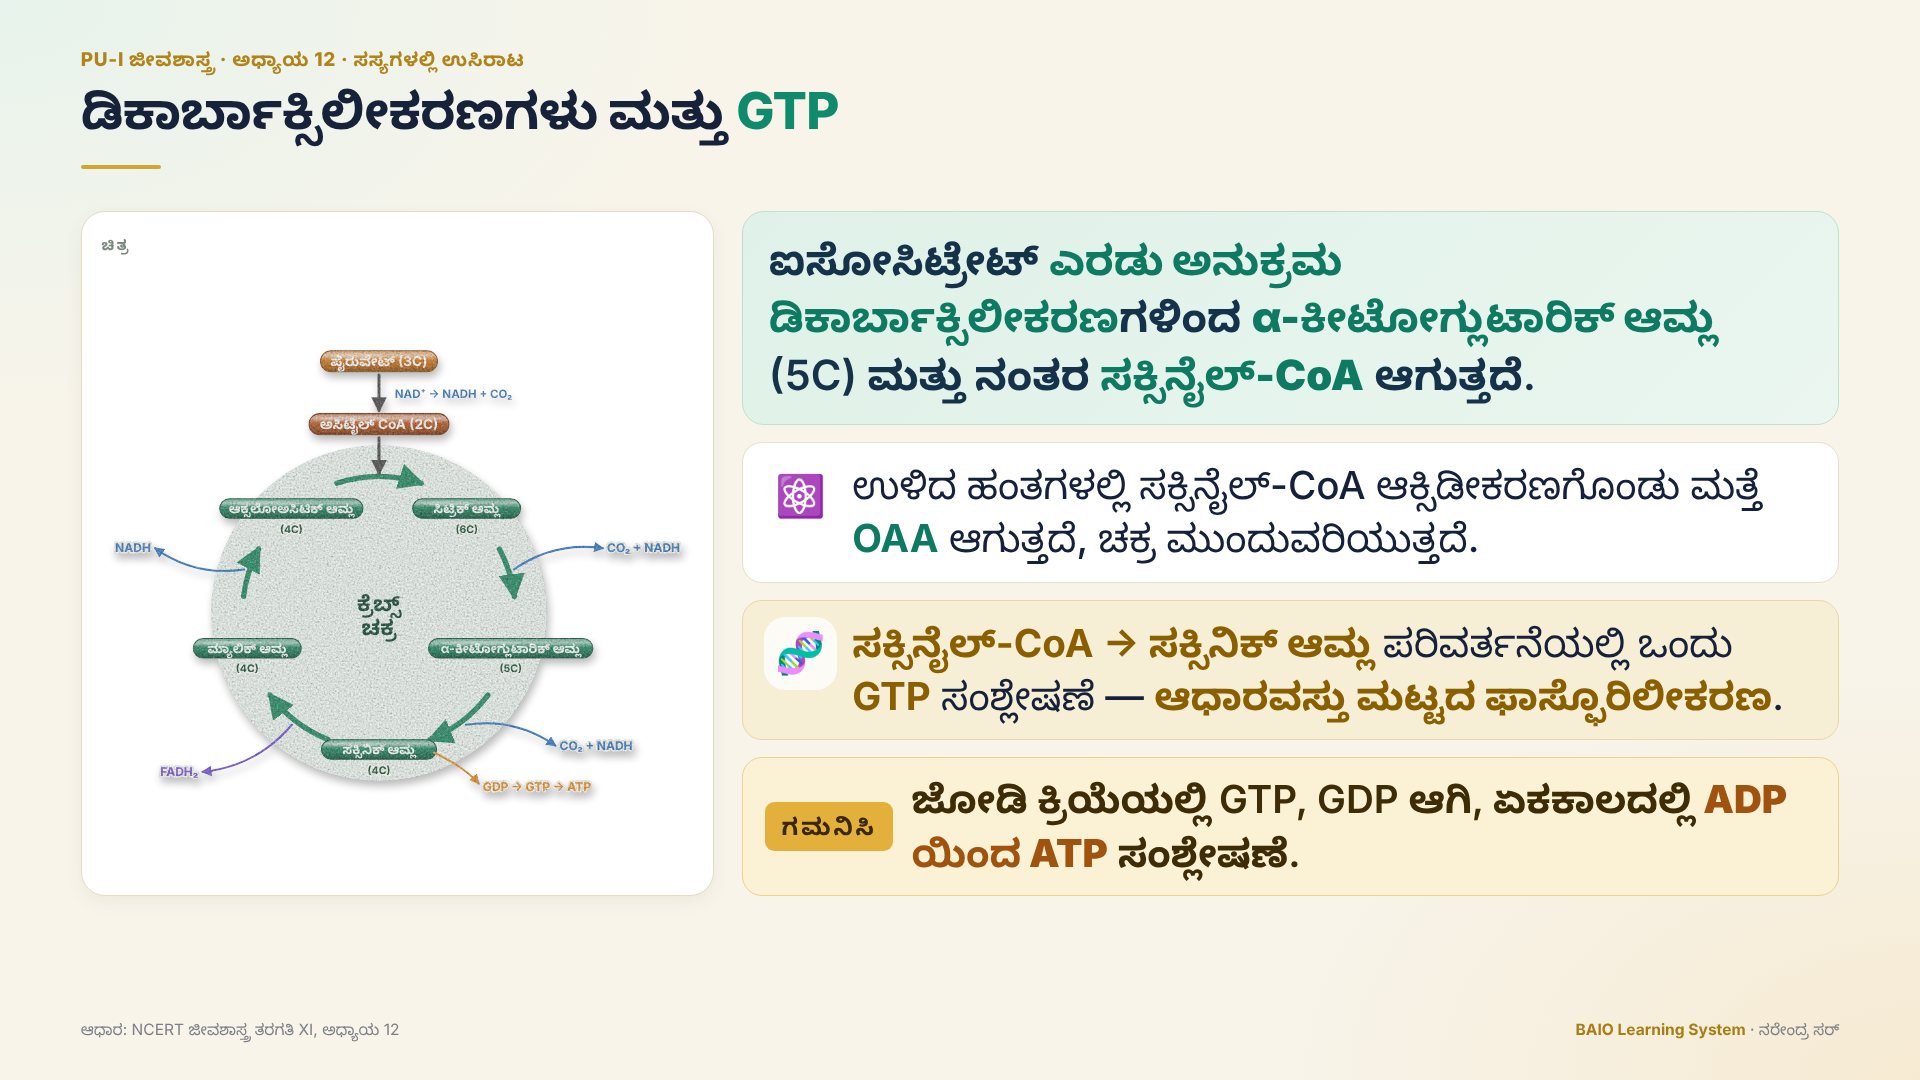 PU-I ಜೀವಶಾಸ್ತ್ರ · ಅಧ್ಯಾಯ 12 · ಸಸ್ಯಗಳಲ್ಲಿ ಉಸಿರಾಟ
ಡಿಕಾರ್ಬಾಕ್ಸಿಲೀಕರಣಗಳು ಮತ್ತು GTP
ಚಿತ್ರ
ಪೈರುವೇಟ್ (3C)
NAD⁺ → NADH + CO₂
ಅಸಿಟೈಲ್ CoA (2C)
ಆಕ್ಸಲೋಅಸಿಟಿಕ್ ಆಮ್ಲ
(4C)
ಸಿಟ್ರಿಕ್ ಆಮ್ಲ
(6C)
NADH
CO₂ + NADH
ಕ್ರೆಬ್ಸ್
ಚಕ್ರ
ಮ್ಯಾಲಿಕ್ ಆಮ್ಲ
(4C)
α-ಕೀಟೋಗ್ಲುಟಾರಿಕ್ ಆಮ್ಲ
(5C)
ಸಕ್ಸಿನಿಕ್ ಆಮ್ಲ
(4C)
CO₂ + NADH
FADH₂
GDP → GTP → ATP
ಐಸೋಸಿಟ್ರೇಟ್ ಎರಡು ಅನುಕ್ರಮ
ಡಿಕಾರ್ಬಾಕ್ಸಿಲೀಕರಣಗಳಿಂದ α-ಕೀಟೋಗ್ಲುಟಾರಿಕ್ ಆಮ್ಲ
(5C) ಮತ್ತು ನಂತರ ಸಕ್ಸಿನೈಲ್-CoA ಆಗುತ್ತದೆ.
ಉಳಿದ ಹಂತಗಳಲ್ಲಿ ಸಕ್ಸಿನೈಲ್-CoA ಆಕ್ಸಿಡೀಕರಣಗೊಂಡು ಮತ್ತೆ
OAA ಆಗುತ್ತದೆ, ಚಕ್ರ ಮುಂದುವರಿಯುತ್ತದೆ.
ಸಕ್ಸಿನೈಲ್-CoA → ಸಕ್ಸಿನಿಕ್ ಆಮ್ಲ ಪರಿವರ್ತನೆಯಲ್ಲಿ ಒಂದು
GTP ಸಂಶ್ಲೇಷಣೆ — ಆಧಾರವಸ್ತು ಮಟ್ಟದ ಫಾಸ್ಫೊರಿಲೀಕರಣ.
ಗಮನಿಸಿ
ಜೋಡಿ ಕ್ರಿಯೆಯಲ್ಲಿ GTP, GDP ಆಗಿ, ಏಕಕಾಲದಲ್ಲಿ ADP
ಯಿಂದ ATP ಸಂಶ್ಲೇಷಣೆ.
ಆಧಾರ: NCERT ಜೀವಶಾಸ್ತ್ರ ತರಗತಿ XI, ಅಧ್ಯಾಯ 12
BAIO Learning System · ನರೇಂದ್ರ ಸರ್